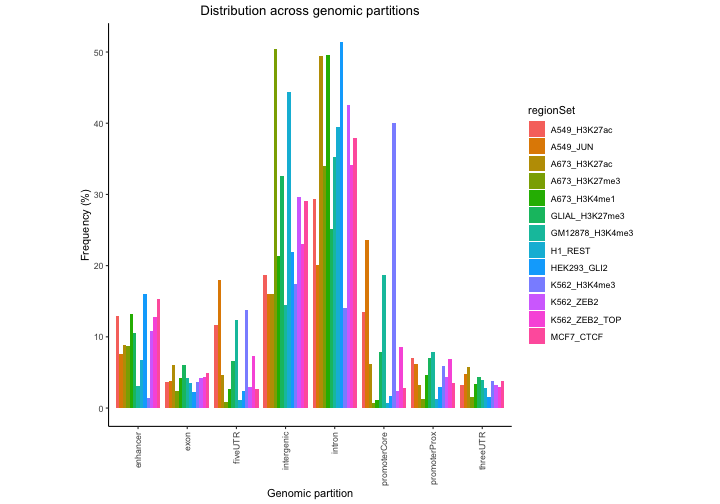 Distribution across genomic partitions
Frequency (%)
50
40
30
20
10
0
enhancer
exon
fiveUTR
intergenic
intron
promoterCore
promoterProx
threeUTR
Genomic partition
regionSet
A549_H3K27ac
A549_JUN
A673_H3K27ac
A673_H3K27me3
A673_H3K4me1
GLIAL_H3K27me3
GM12878_H3K4me3
H1_REST
HEK293_GLI2
K562_H3K4me3
K562_ZEB2
K562_ZEB2_TOP
MCF7_CTCF